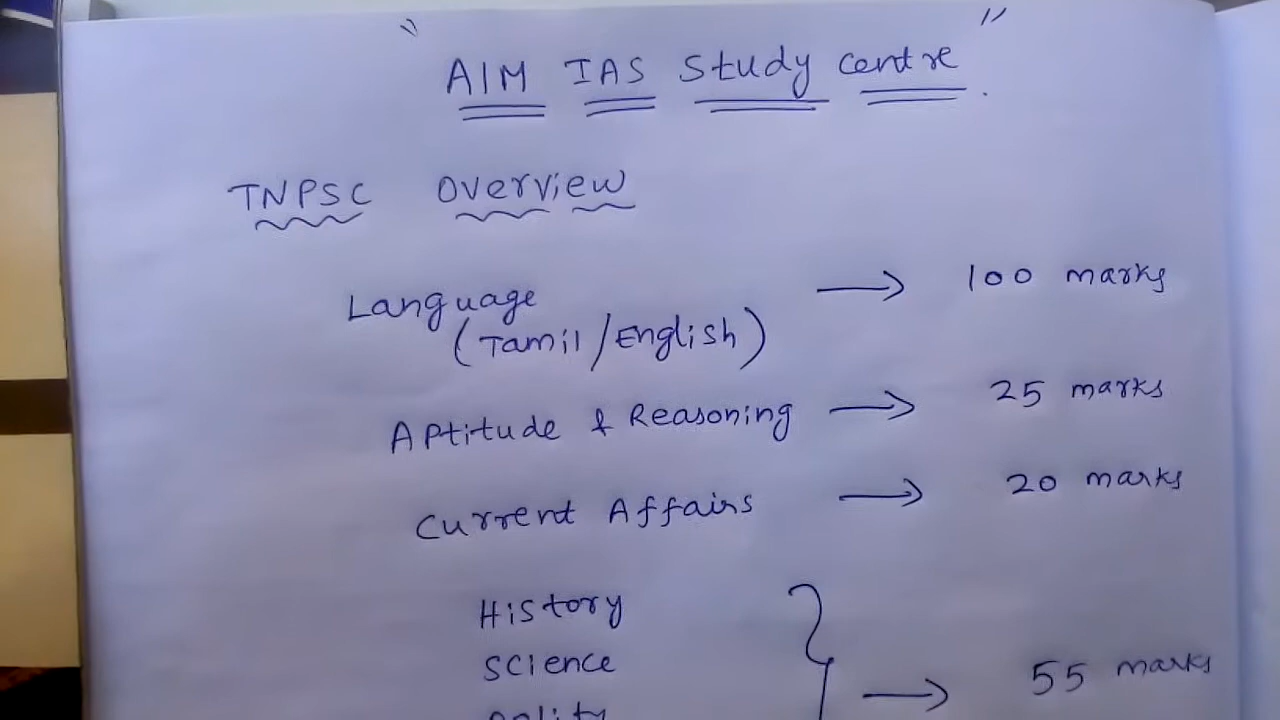 " AIM IAS Study Centre ".
TNPSC Overview
Language → 100 marks
(Tamil/English)
Aptitude & Reasoning → 25 marks
Current Affairs → 20 marks
History
Science
Polity
→ 55 marks